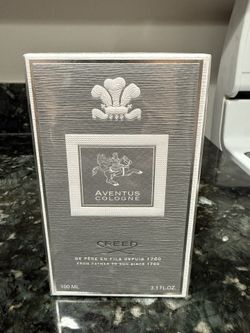 AVENTUS
COLOGNE
CREED
DE PÈRE EN FILS DEPUIS 1760
FROM FATHER TO SON SINCE 1760
100 ML 3.3 FL.OZ.